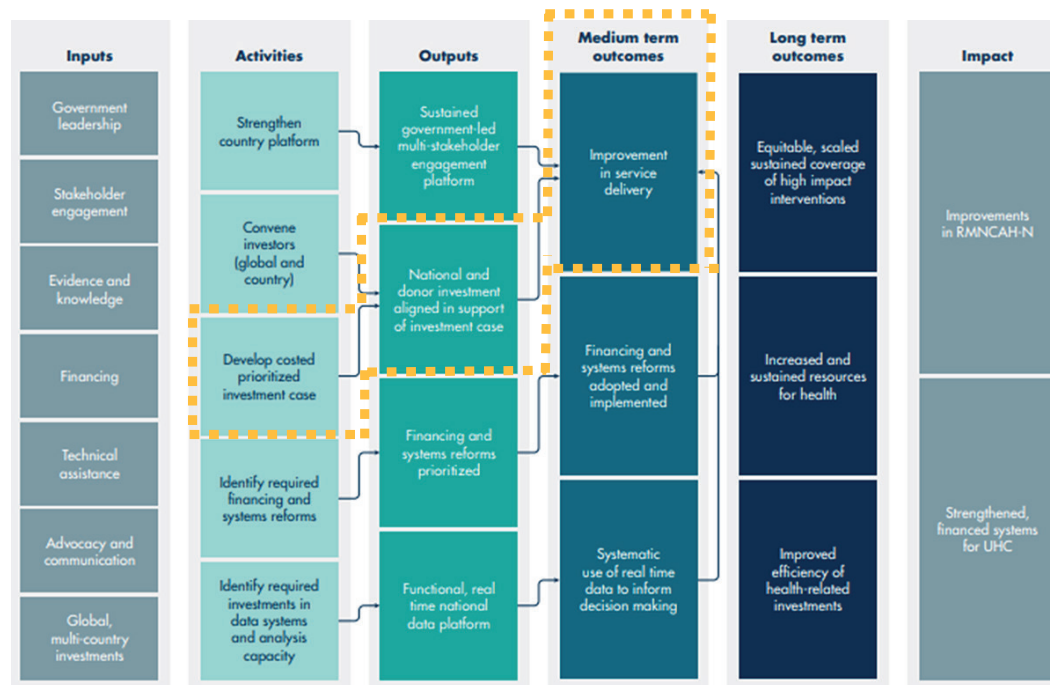 Inputs
Government
leadership
Stakeholder
engagement
Evidence and
knowledge
Financing
Technical
assistance
Advocacy and
communication
Global,
multi-country
investments
Activities
Strengthen
country platform
Convene
investors
(global and
country)
Develop costed
prioritized
investment case
Identify required
financing and
systems reforms
Identify required
investments in
data systems
and analysis
capacity
Outputs
Sustained
government-led
multi-stakeholder
engagement
platform
National and
donor investment
aligned in support
of investment case
Financing and
systems reforms
prioritized
Functional, real
time national
data platform
Medium term
outcomes
Improvement
in service
delivery
Financing and
systems reforms
adopted and
implemented
Systematic
use of real time
data to inform
decision making
Long term
outcomes
Equitable, scaled
sustained coverage
of high impact
interventions
Increased and
sustained resources
for health
Improved
efficiency of
health-related
investments
Impact
Improvements
in RMNCAH-N
Strengthened,
financed systems
for UHC